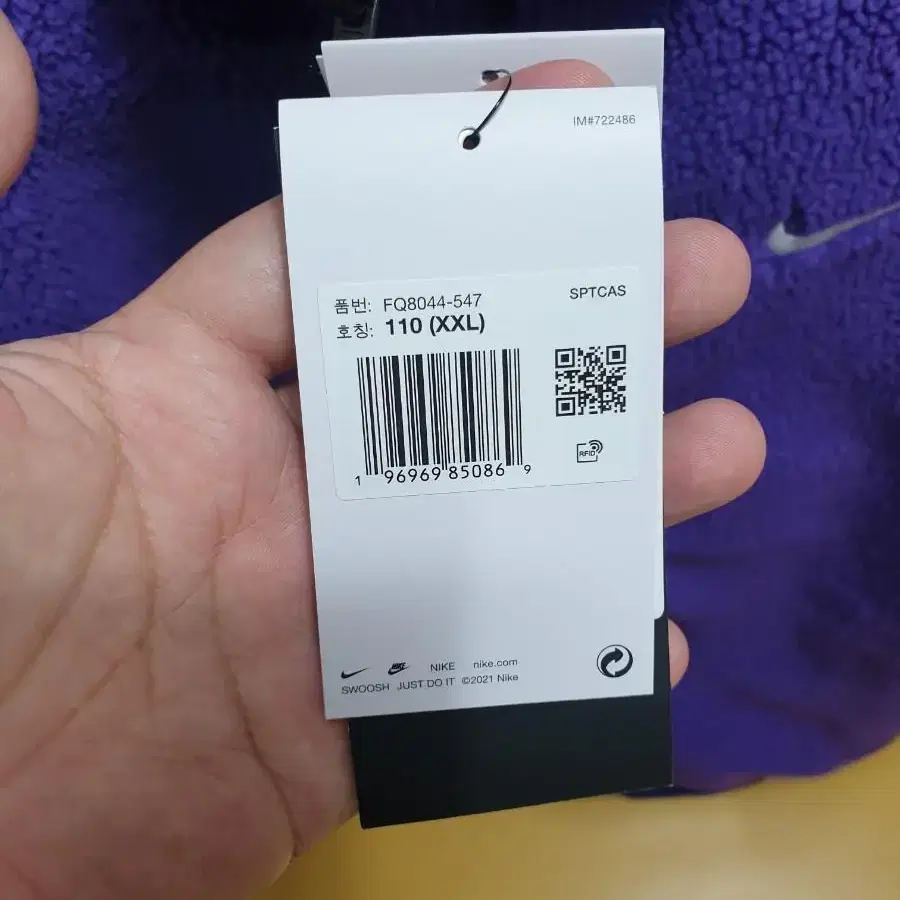 IM#722486
품번: FQ8044-547
SPTCAS
호칭: 110 (XXL)
RFID
1 96969 85086 9
NIKE NIKE nike.com
SWOOSH JUST DO IT ©2021 Nike